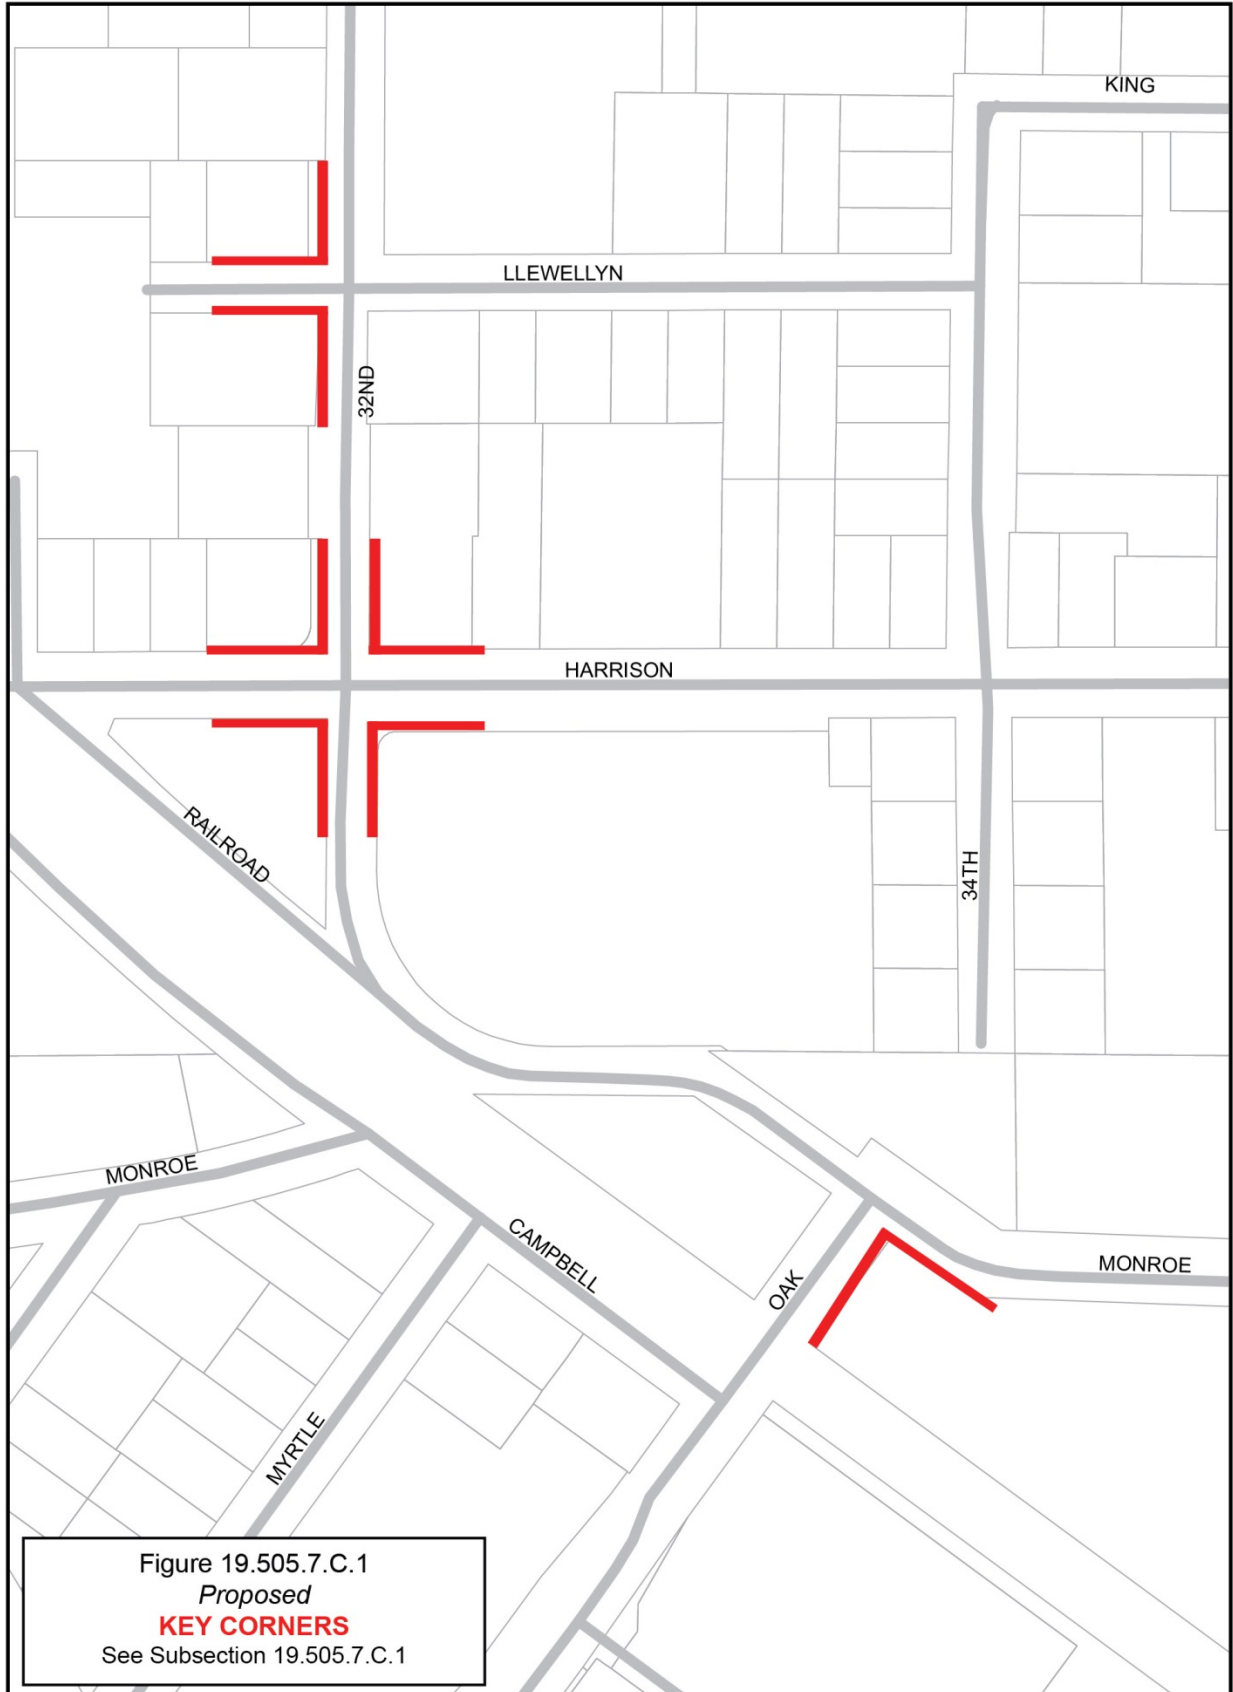 KING
LLEWELLYN
32ND
HARRISON
RAILROAD
34TH
MONROE
CAMPBELL
OAK
MONROE
MYRTLE
Figure 19.505.7.C.1
Proposed
KEY CORNERS
See Subsection 19.505.7.C.1